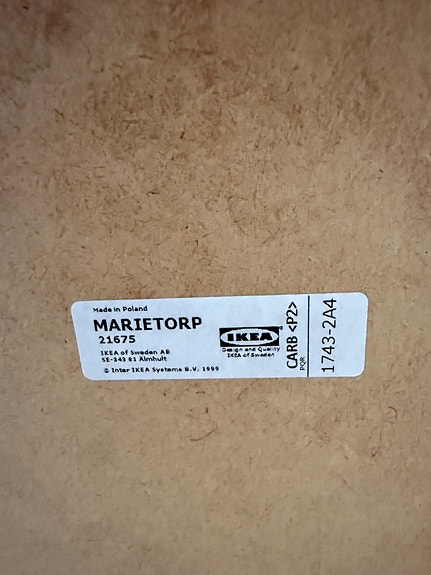 Made in Poland
MARIETORP
21675
IKEA of Sweden AB
SE-343 81 Älmhult
© Inter IKEA Systems B.V. 1999
IKEA
®
Design and Quality
IKEA of Sweden
CARB <P2>
PQR
1743-2A4